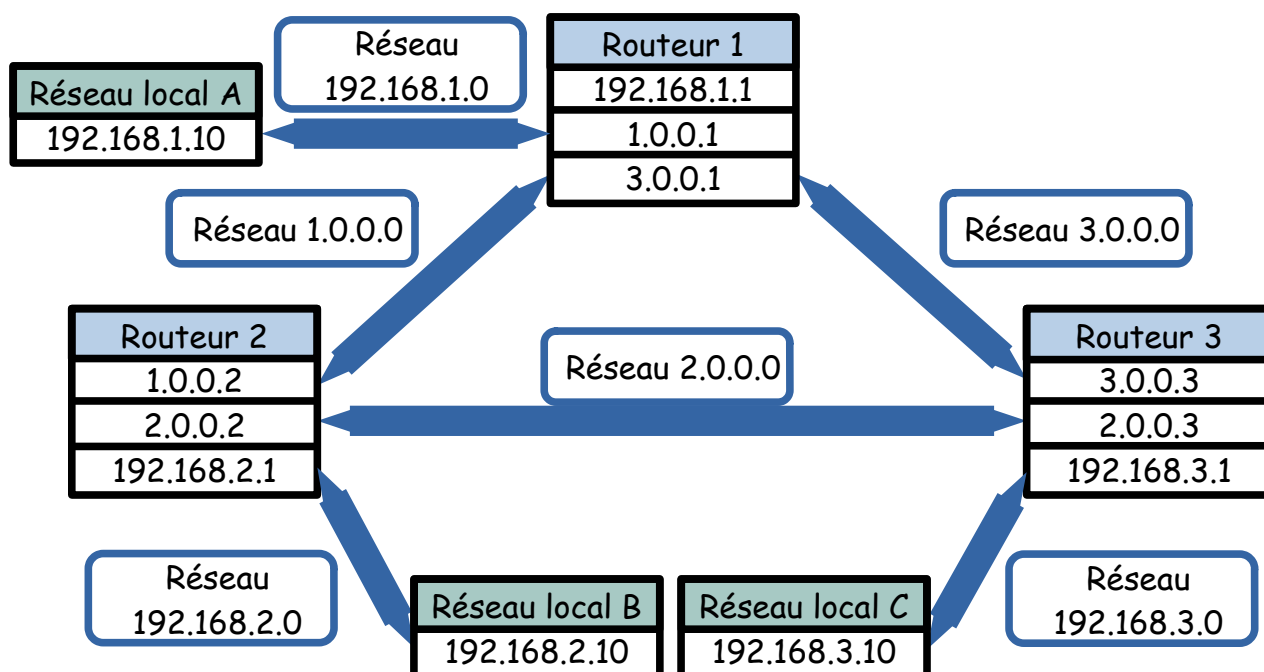 Réseau
192.168.1.0
Routeur 1
192.168.1.1
1.0.0.1
3.0.0.1
Réseau local A
192.168.1.10
Réseau 1.0.0.0
Réseau 3.0.0.0
Routeur 2
1.0.0.2
2.0.0.2
192.168.2.1
Réseau 2.0.0.0
Routeur 3
3.0.0.3
2.0.0.3
192.168.3.1
Réseau
192.168.2.0
Réseau local B
192.168.2.10
Réseau local C
192.168.3.10
Réseau
192.168.3.0